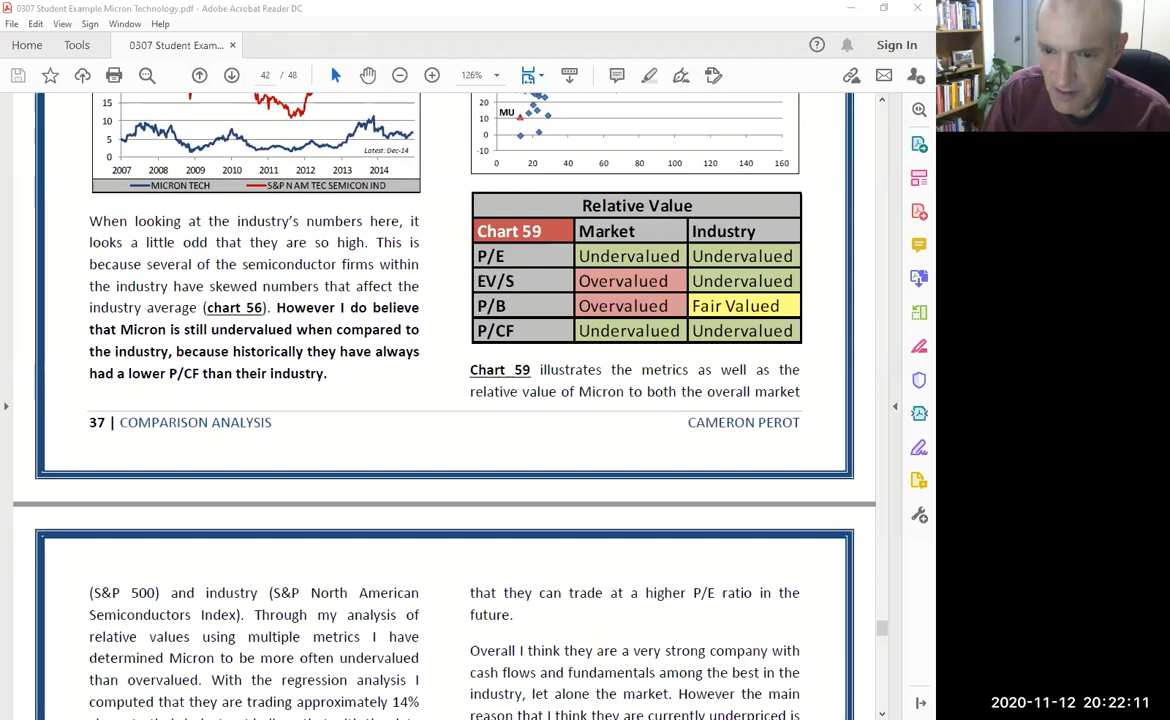 0307 Student Example Micron Technology.pdf - Adobe Acrobat Reader DC
File Edit View Sign Window Help
Home Tools 0307 Student Exam... × Sign In
42 / 48 126%
15
10
5
0
2007 2008 2009 2010 2011 2012 2013 2014
Latest: Dec-14
MICRON TECH S&P N AM TEC SEMICON IND
20
10
0
-10
MU
0 20 40 60 80 100 120 140 160
When looking at the industry's numbers here, it
looks a little odd that they are so high. This is
because several of the semiconductor firms within
the industry have skewed numbers that affect the
industry average (chart 56). However I do believe
that Micron is still undervalued when compared to
the industry, because historically they have always
had a lower P/CF than their industry.
Relative Value
Chart 59 Market Industry
P/E Undervalued Undervalued
EV/S Overvalued Undervalued
P/B Overvalued Fair Valued
P/CF Undervalued Undervalued
Chart 59 illustrates the metrics as well as the
relative value of Micron to both the overall market
37 | COMPARISON ANALYSIS CAMERON PEROT
(S&P 500) and industry (S&P North American
Semiconductors Index). Through my analysis of
relative values using multiple metrics I have
determined Micron to be more often undervalued
than overvalued. With the regression analysis I
computed that they are trading approximately 14%
that they can trade at a higher P/E ratio in the
future.
Overall I think they are a very strong company with
cash flows and fundamentals among the best in the
industry, let alone the market. However the main
reason that I think they are currently underpriced is
2020-11-12 20:22:11